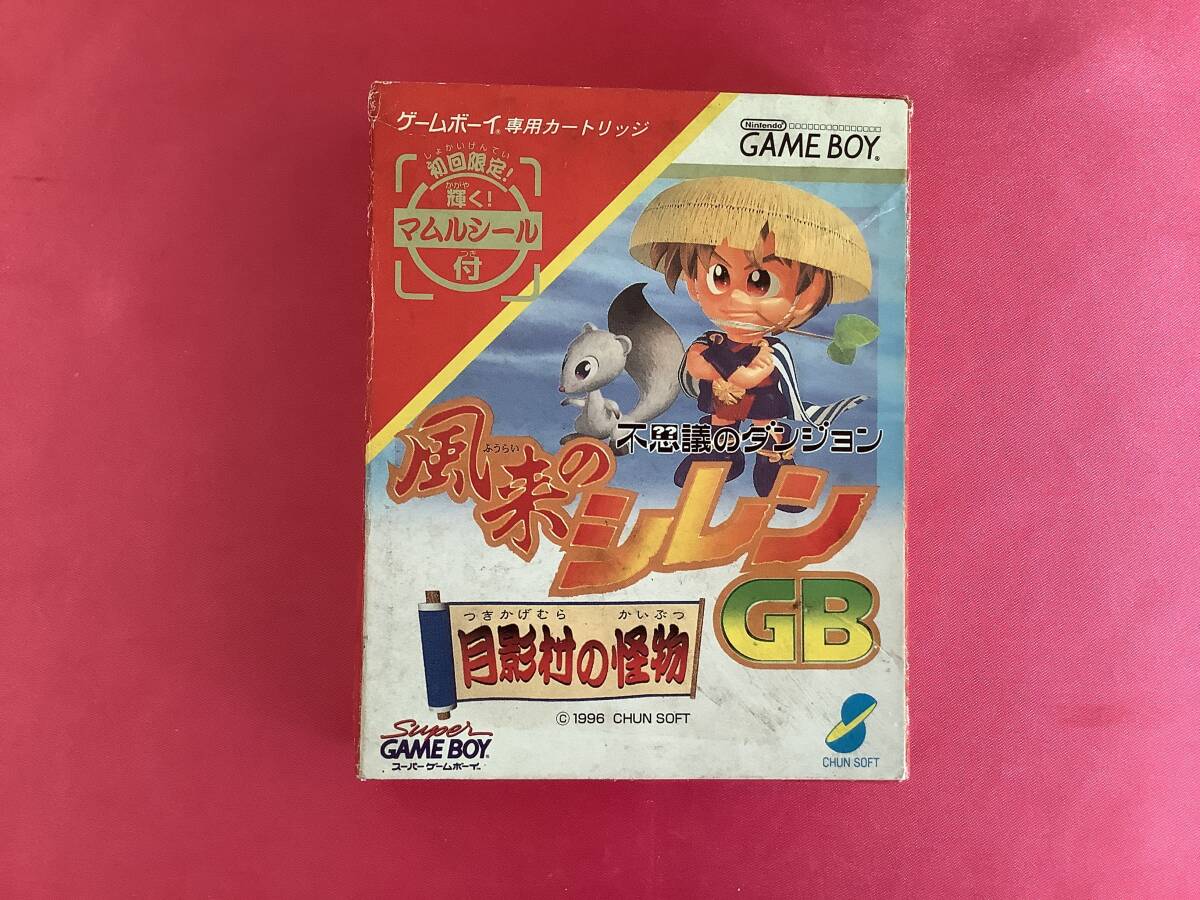 ゲームボーイ®専用カートリッジ
しょかいげんてい
初回限定!
かがや
輝く!
マムルシール
つき
付
Nintendo
GAME BOY®
不思議のダンジョン
ふうらい
風来のシレン
GB
つきかげむら かいぶつ
月影村の怪物
© 1996 CHUN SOFT
Super
GAME BOY™
スーパーゲームボーイ™
CHUN SOFT